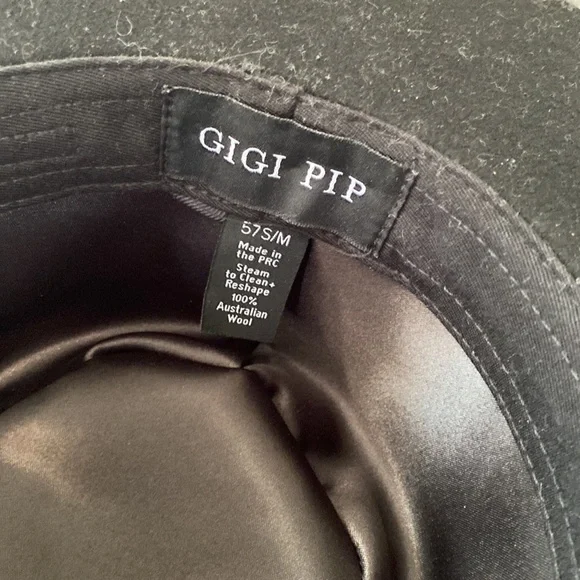 GIGI PIP
57S/M
Made in
the PRC
Steam
to Clean+
Reshape
100%
Australian
Wool